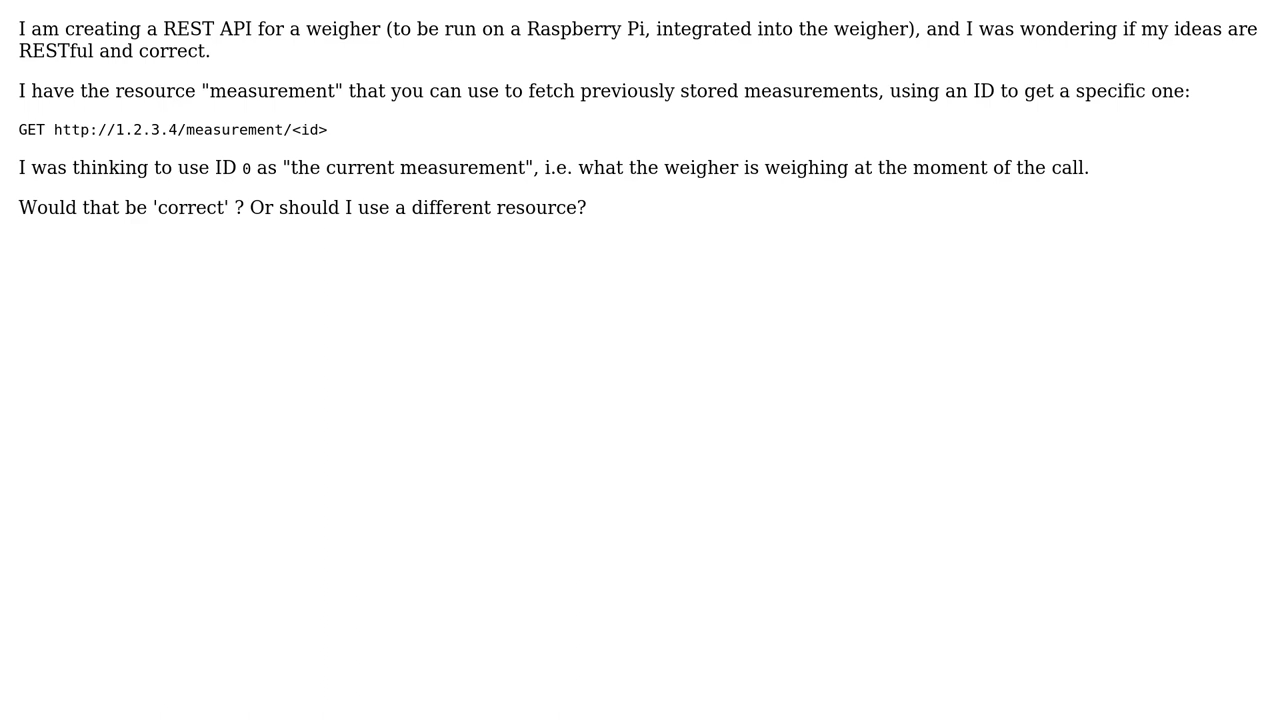 I am creating a REST API for a weigher (to be run on a Raspberry Pi, integrated into the weigher), and I was wondering if my ideas are
RESTful and correct.
I have the resource "measurement" that you can use to fetch previously stored measurements, using an ID to get a specific one:
GET http://1.2.3.4/measurement/<id>
I was thinking to use ID 0 as "the current measurement", i.e. what the weigher is weighing at the moment of the call.
Would that be 'correct' ? Or should I use a different resource?